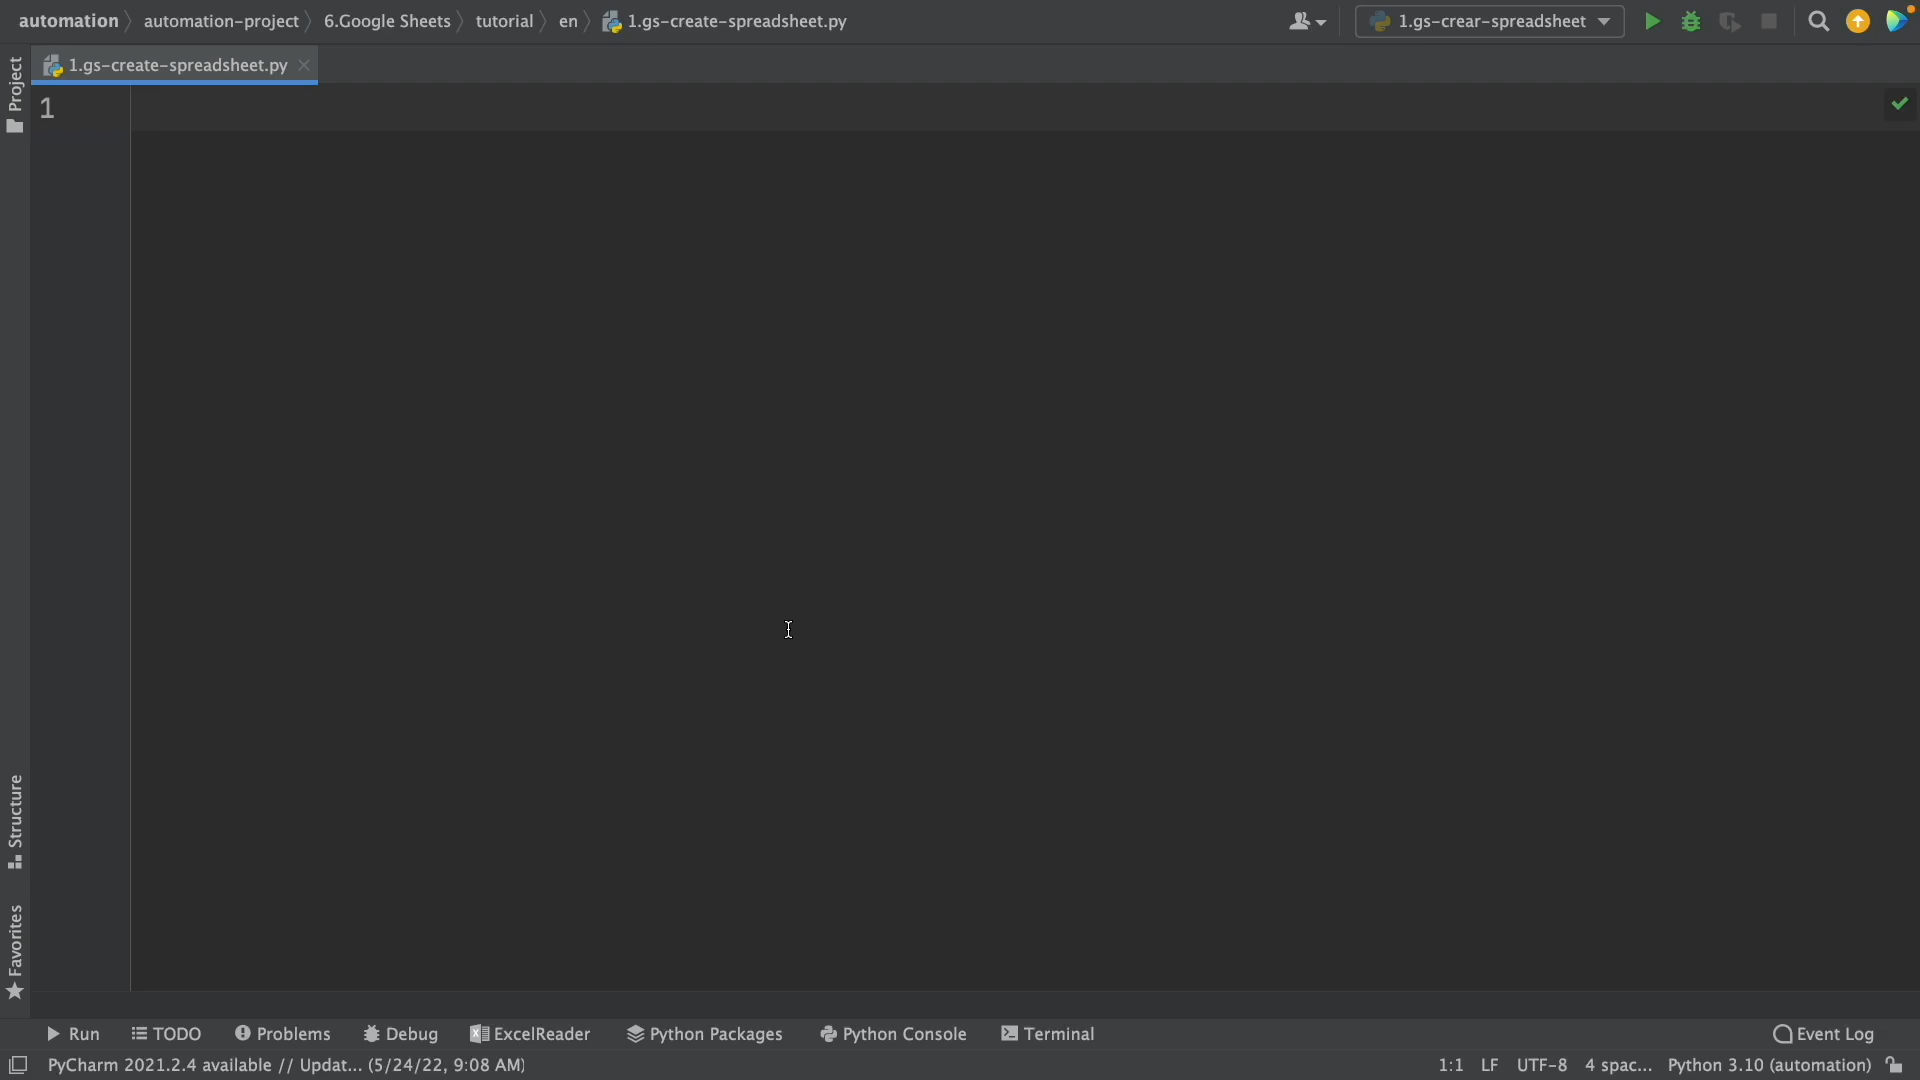 automation automation-project 6.Google Sheets tutorial en 1.gs-create-spreadsheet.py 1.gs-crear-spreadsheet
1.gs-create-spreadsheet.py
Project
1
Structure
Favorites
Run TODO Problems Debug ExcelReader Python Packages Python Console Terminal Event Log
PyCharm 2021.2.4 available // Updat... (5/24/22, 9:08 AM) 1:1 LF UTF-8 4 spac... Python 3.10 (automation)